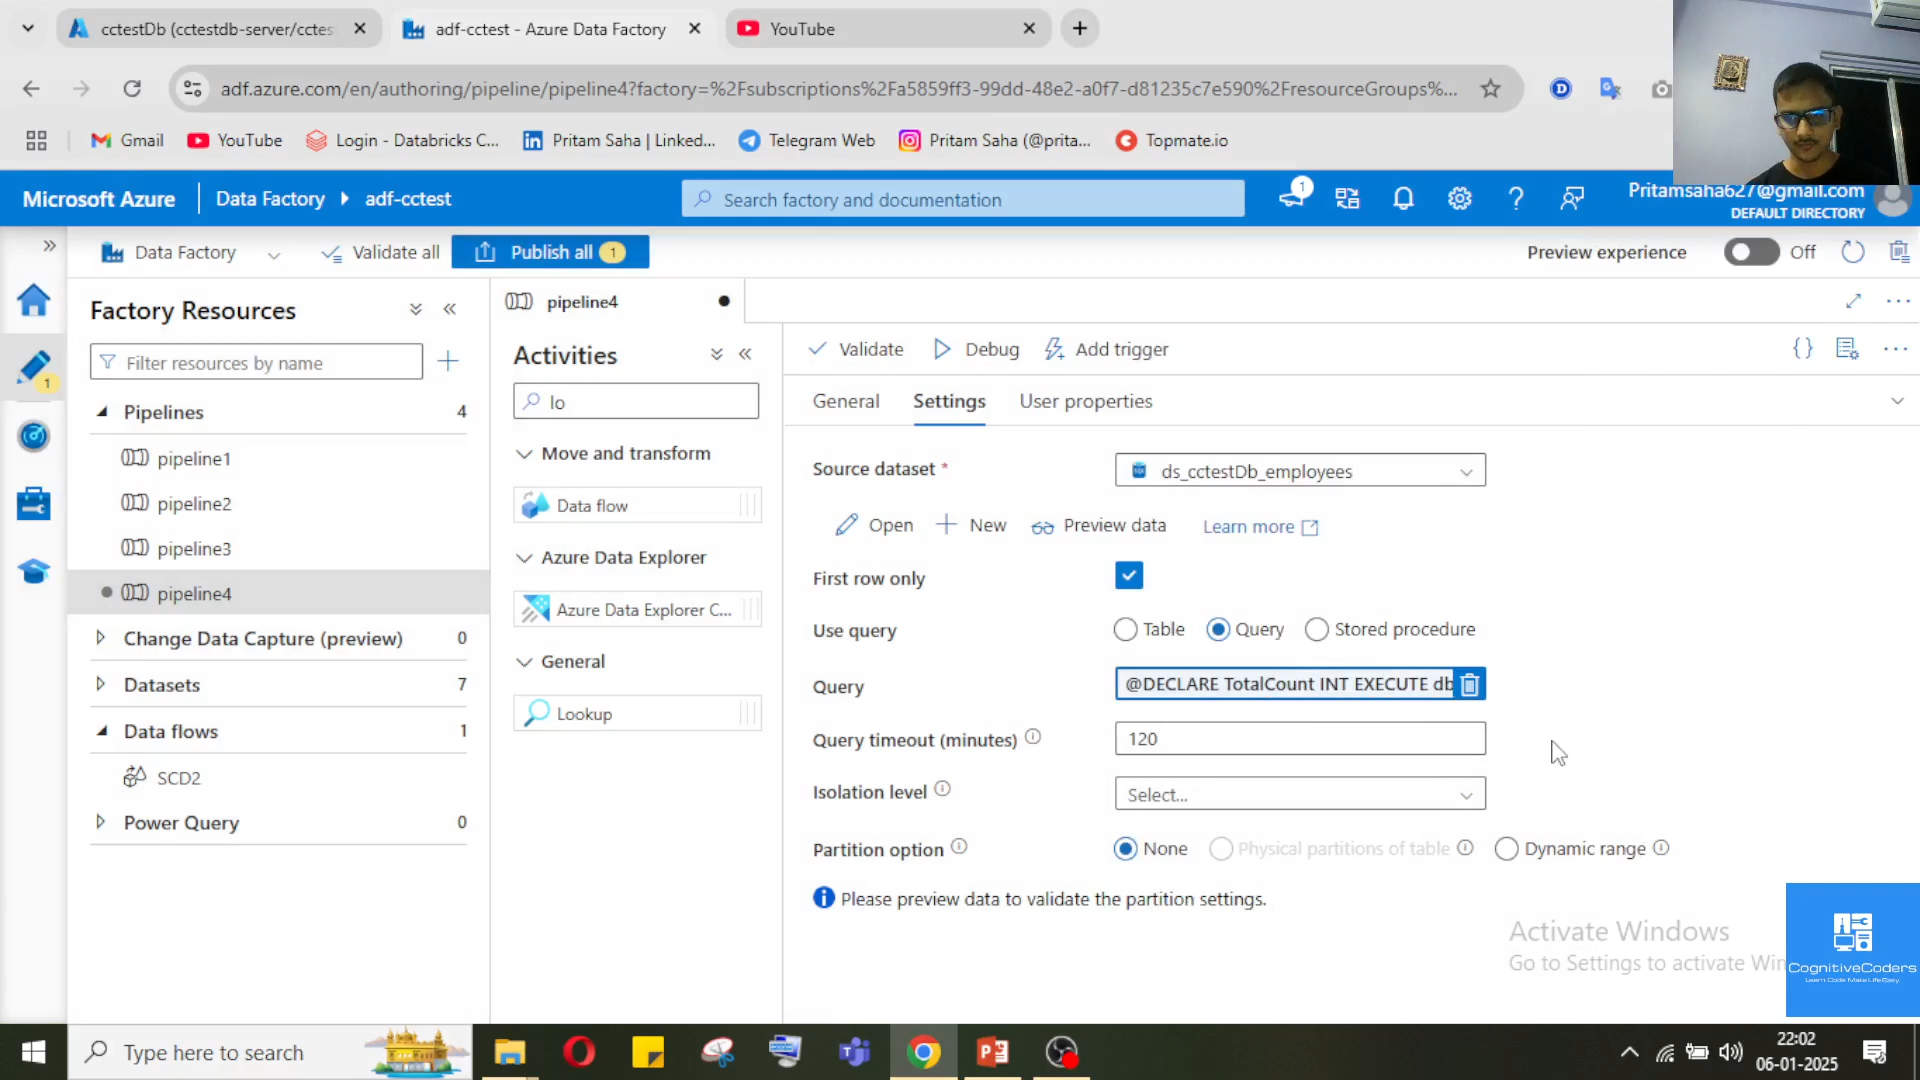 cctestDb (cctestdb-server/cctes
adf-cctest - Azure Data Factory
YouTube
adf.azure.com/en/authoring/pipeline/pipeline4?factory=%2Fsubscriptions%2Fa5859ff3-99dd-48e2-a0f7-d81235c7e590%2FresourceGroups%...
Gmail
YouTube
Login - Databricks C...
Pritam Saha | Linked...
Telegram Web
Pritam Saha (@prita...
Topmate.io
Microsoft Azure
Data Factory
adf-cctest
Search factory and documentation
1
Pritamsaha627@gmail.com
DEFAULT DIRECTORY
Data Factory
Validate all
Publish all 1
Preview experience
Off
Factory Resources
Filter resources by name
1
Pipelines 4
pipeline1
pipeline2
pipeline3
pipeline4
Change Data Capture (preview) 0
Datasets 7
Data flows 1
SCD2
Power Query 0
pipeline4
Activities
lo
Move and transform
Data flow
Azure Data Explorer
Azure Data Explorer C...
General
Lookup
Validate
Debug
Add trigger
General
Settings
User properties
Source dataset *
ds_cctestDb_employees
Open
New
Preview data
Learn more
First row only
Use query
Table
Query
Stored procedure
Query
@DECLARE TotalCount INT EXECUTE db
Query timeout (minutes)
120
Isolation level
Select...
Partition option
None
Physical partitions of table
Dynamic range
Please preview data to validate the partition settings.
Activate Windows
Go to Settings to activate Win
CognitiveCoders
Learn Code Make Life Easy
Type here to search
22:02
06-01-2025